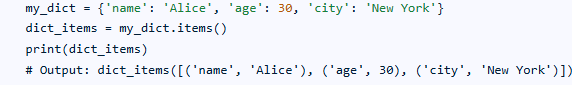 my_dict = {'name': 'Alice', 'age': 30, 'city': 'New York'}
dict_items = my_dict.items()
print(dict_items)
# Output: dict_items([('name', 'Alice'), ('age', 30), ('city', 'New York')])